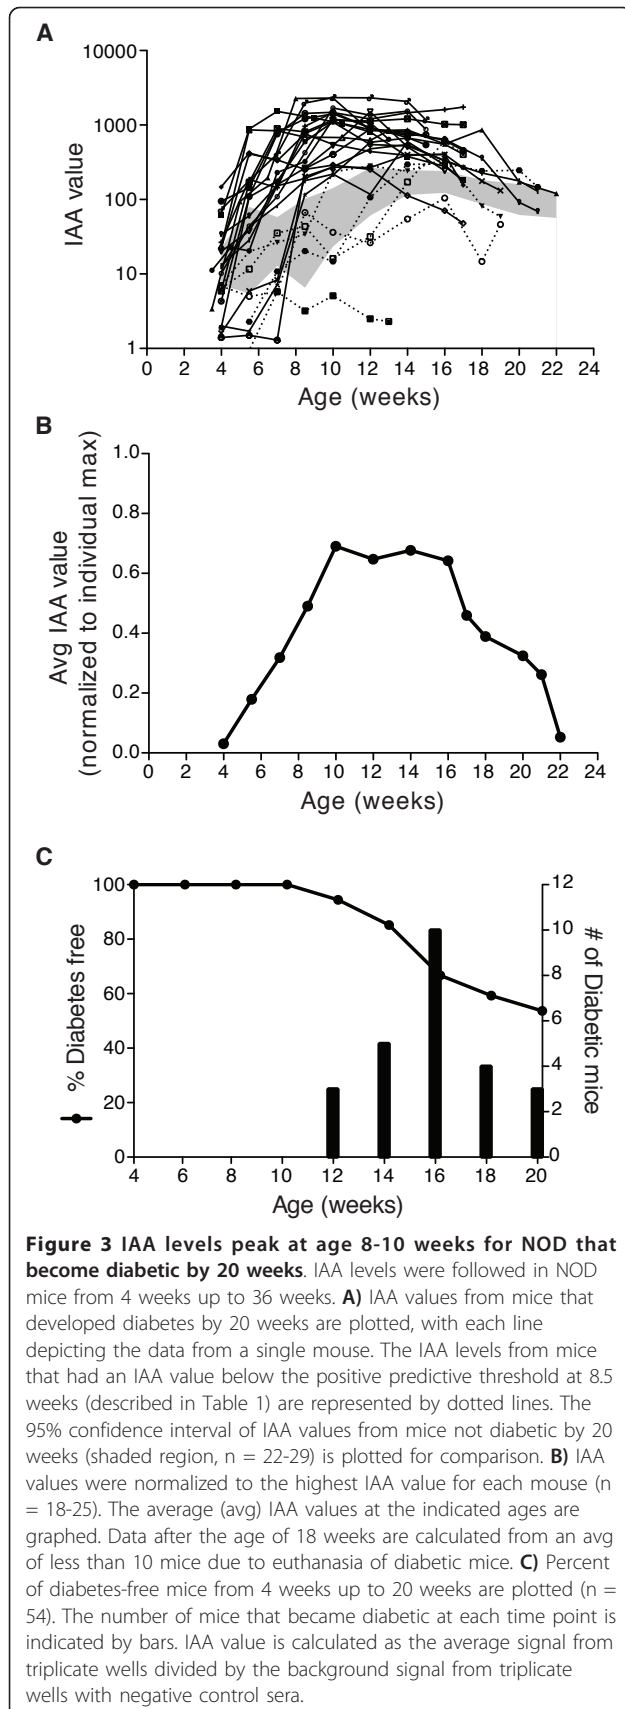 A
10000
1000
100
10
1
IAA value
0 2 4 6 8 10 12 14 16 18 20 22 24
Age (weeks)
B
1.0
0.8
0.6
0.4
0.2
0.0
Avg IAA value
(normalized to individual max)
0 2 4 6 8 10 12 14 16 18 20 22 24
Age (weeks)
C
100
80
60
40
20
0
% Diabetes free
12
10
8
6
4
2
0
# of Diabetic mice
4 6 8 10 12 14 16 18 20
Age (weeks)
Figure 3 IAA levels peak at age 8-10 weeks for NOD that
become diabetic by 20 weeks. IAA levels were followed in NOD
mice from 4 weeks up to 36 weeks. A) IAA values from mice that
developed diabetes by 20 weeks are plotted, with each line
depicting the data from a single mouse. The IAA levels from mice
that had an IAA value below the positive predictive threshold at 8.5
weeks (described in Table 1) are represented by dotted lines. The
95% confidence interval of IAA values from mice not diabetic by 20
weeks (shaded region, n = 22-29) is plotted for comparison. B) IAA
values were normalized to the highest IAA value for each mouse (n
= 18-25). The average (avg) IAA values at the indicated ages are
graphed. Data after the age of 18 weeks are calculated from an avg
of less than 10 mice due to euthanasia of diabetic mice. C) Percent
of diabetes-free mice from 4 weeks up to 20 weeks are plotted (n =
54). The number of mice that became diabetic at each time point is
indicated by bars. IAA value is calculated as the average signal from
triplicate wells divided by the background signal from triplicate
wells with negative control sera.